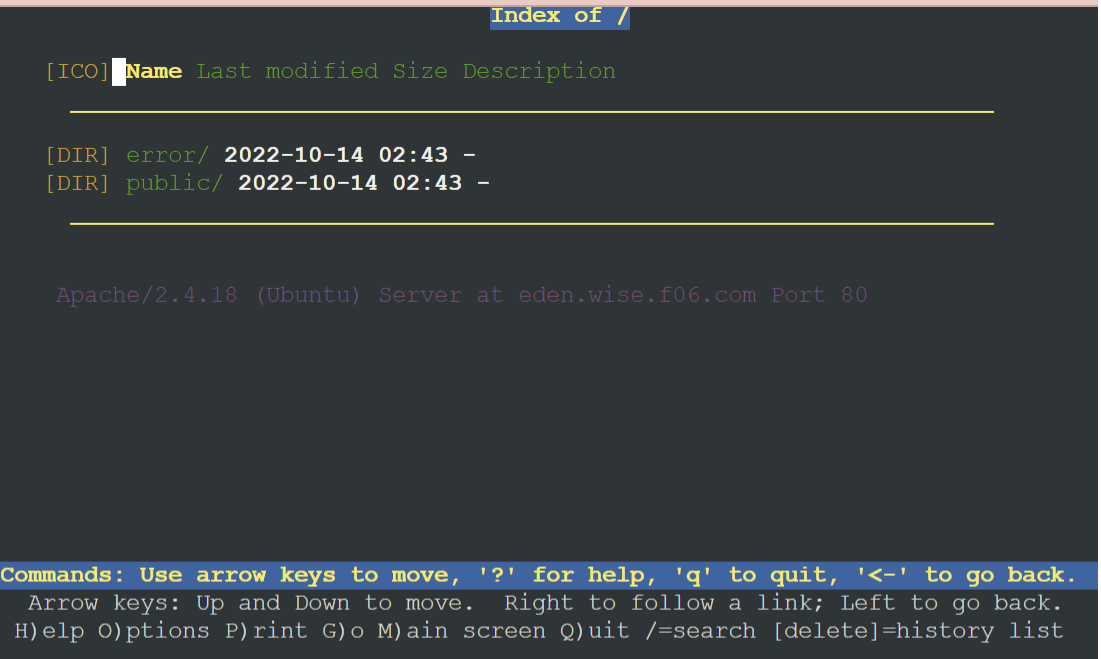 Index of /
[ICO] Name Last modified Size Description
[DIR] error/ 2022-10-14 02:43 -
[DIR] public/ 2022-10-14 02:43 -
Apache/2.4.18 (Ubuntu) Server at eden.wise.f06.com Port 80
Commands: Use arrow keys to move, '?' for help, 'q' to quit, '<-' to go back.
Arrow keys: Up and Down to move.  Right to follow a link; Left to go back.
H)elp O)ptions P)rint G)o M)ain screen Q)uit /=search [delete]=history list